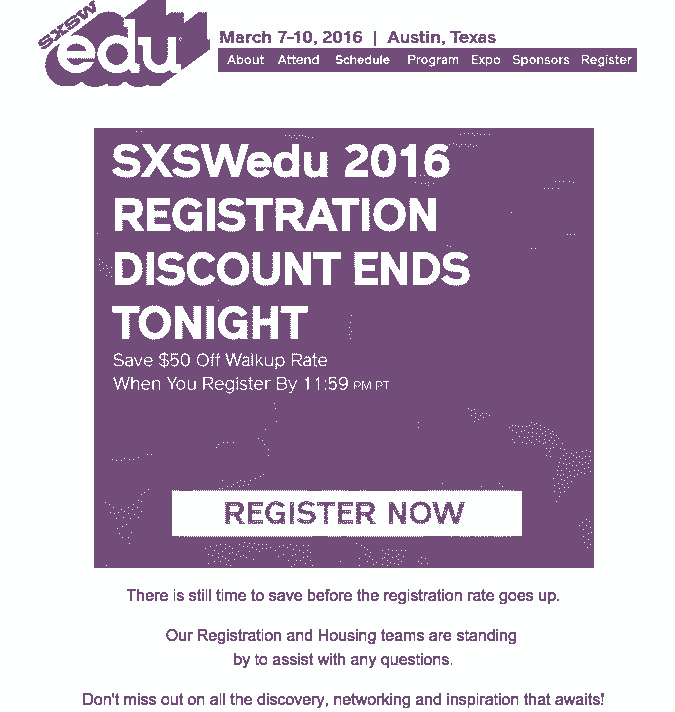 SXSW
edu
March 7-10, 2016 | Austin, Texas
About Attend Schedule Program Expo Sponsors Register
SXSWedu 2016
REGISTRATION
DISCOUNT ENDS
TONIGHT
Save $50 Off Walkup Rate
When You Register By 11:59 PM PT
REGISTER NOW
There is still time to save before the registration rate goes up.
Our Registration and Housing teams are standing
by to assist with any questions.
Don't miss out on all the discovery, networking and inspiration that awaits!